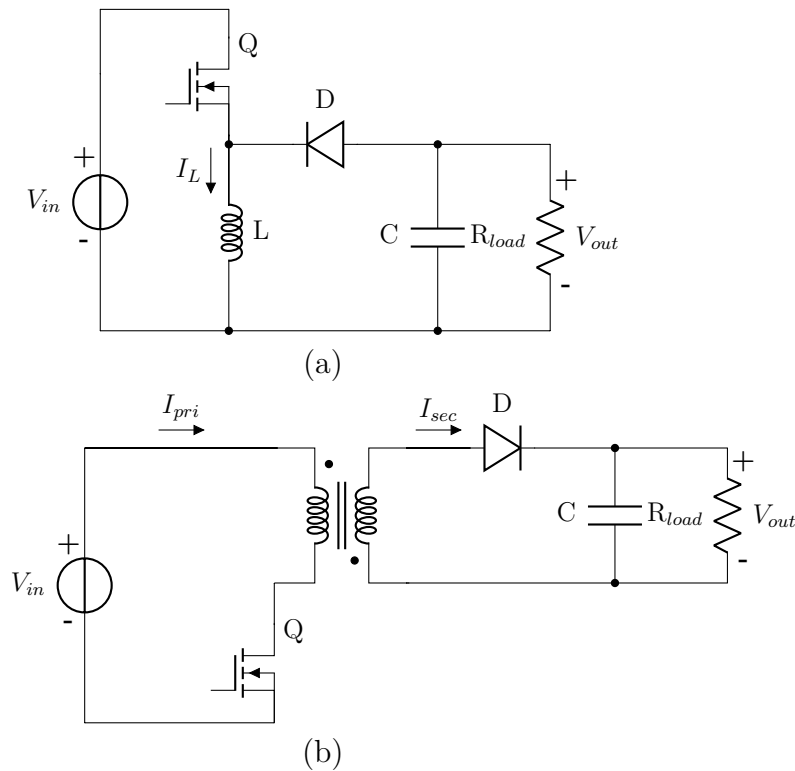 Q
D
+
I_L
V_in
-
L
C
R_load
+
V_out
-
(a)
I_pri
I_sec
D
+
V_in
-
Q
C
R_load
+
V_out
-
(b)